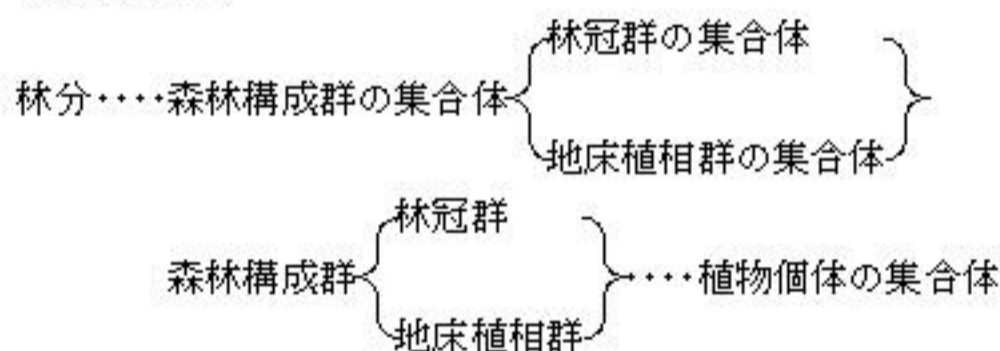 林冠群の集合体
林分‥‥森林構成群の集合体
地床植相群の集合体
林冠群
森林構成群 ‥‥植物個体の集合体
地床植相群